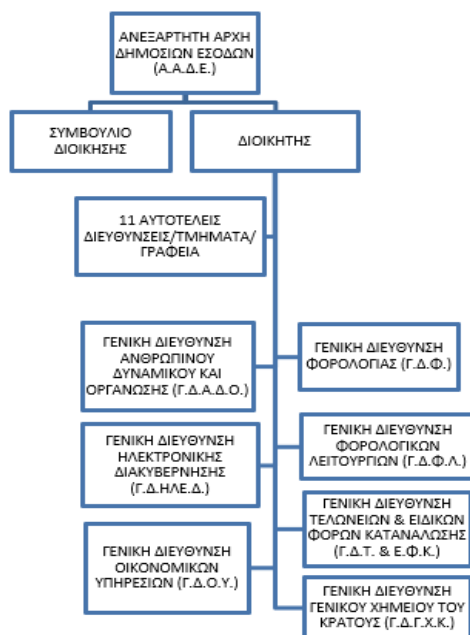 ΑΝΕΞΑΡΤΗΤΗ ΑΡΧΗ
ΔΗΜΟΣΙΩΝ ΕΣΟΔΩΝ
(Α.Α.Δ.Ε.)
ΣΥΜΒΟΥΛΙΟ
ΔΙΟΙΚΗΣΗΣ
ΔΙΟΙΚΗΤΗΣ
11 ΑΥΤΟΤΕΛΕΙΣ
ΔΙΕΥΘΥΝΣΕΙΣ/ΤΜΗΜΑΤΑ/
ΓΡΑΦΕΙΑ
ΓΕΝΙΚΗ ΔΙΕΥΘΥΝΣΗ
ΑΝΘΡΩΠΙΝΟΥ
ΔΥΝΑΜΙΚΟΥ ΚΑΙ
ΟΡΓΑΝΩΣΗΣ (Γ.Δ.Α.Δ.Ο.)
ΓΕΝΙΚΗ ΔΙΕΥΘΥΝΣΗ
ΦΟΡΟΛΟΓΙΑΣ (Γ.Δ.Φ.)
ΓΕΝΙΚΗ ΔΙΕΥΘΥΝΣΗ
ΗΛΕΚΤΡΟΝΙΚΗΣ
ΔΙΑΚΥΒΕΡΝΗΣΗΣ
(Γ.Δ.ΗΛΕ.Δ.)
ΓΕΝΙΚΗ ΔΙΕΥΘΥΝΣΗ
ΦΟΡΟΛΟΓΙΚΩΝ
ΛΕΙΤΟΥΡΓΙΩΝ (Γ.Δ.Φ.Λ.)
ΓΕΝΙΚΗ ΔΙΕΥΘΥΝΣΗ
ΟΙΚΟΝΟΜΙΚΩΝ
ΥΠΗΡΕΣΙΩΝ (Γ.Δ.Ο.Υ.)
ΓΕΝΙΚΗ ΔΙΕΥΘΥΝΣΗ
ΤΕΛΩΝΕΙΩΝ & ΕΙΔΙΚΩΝ
ΦΟΡΩΝ ΚΑΤΑΝΑΛΩΣΗΣ
(Γ.Δ.Τ. & Ε.Φ.Κ.)
ΓΕΝΙΚΗ ΔΙΕΥΘΥΝΣΗ
ΓΕΝΙΚΟΥ ΧΗΜΕΙΟΥ ΤΟΥ
ΚΡΑΤΟΥΣ (Γ.Δ.Γ.Χ.Κ.)